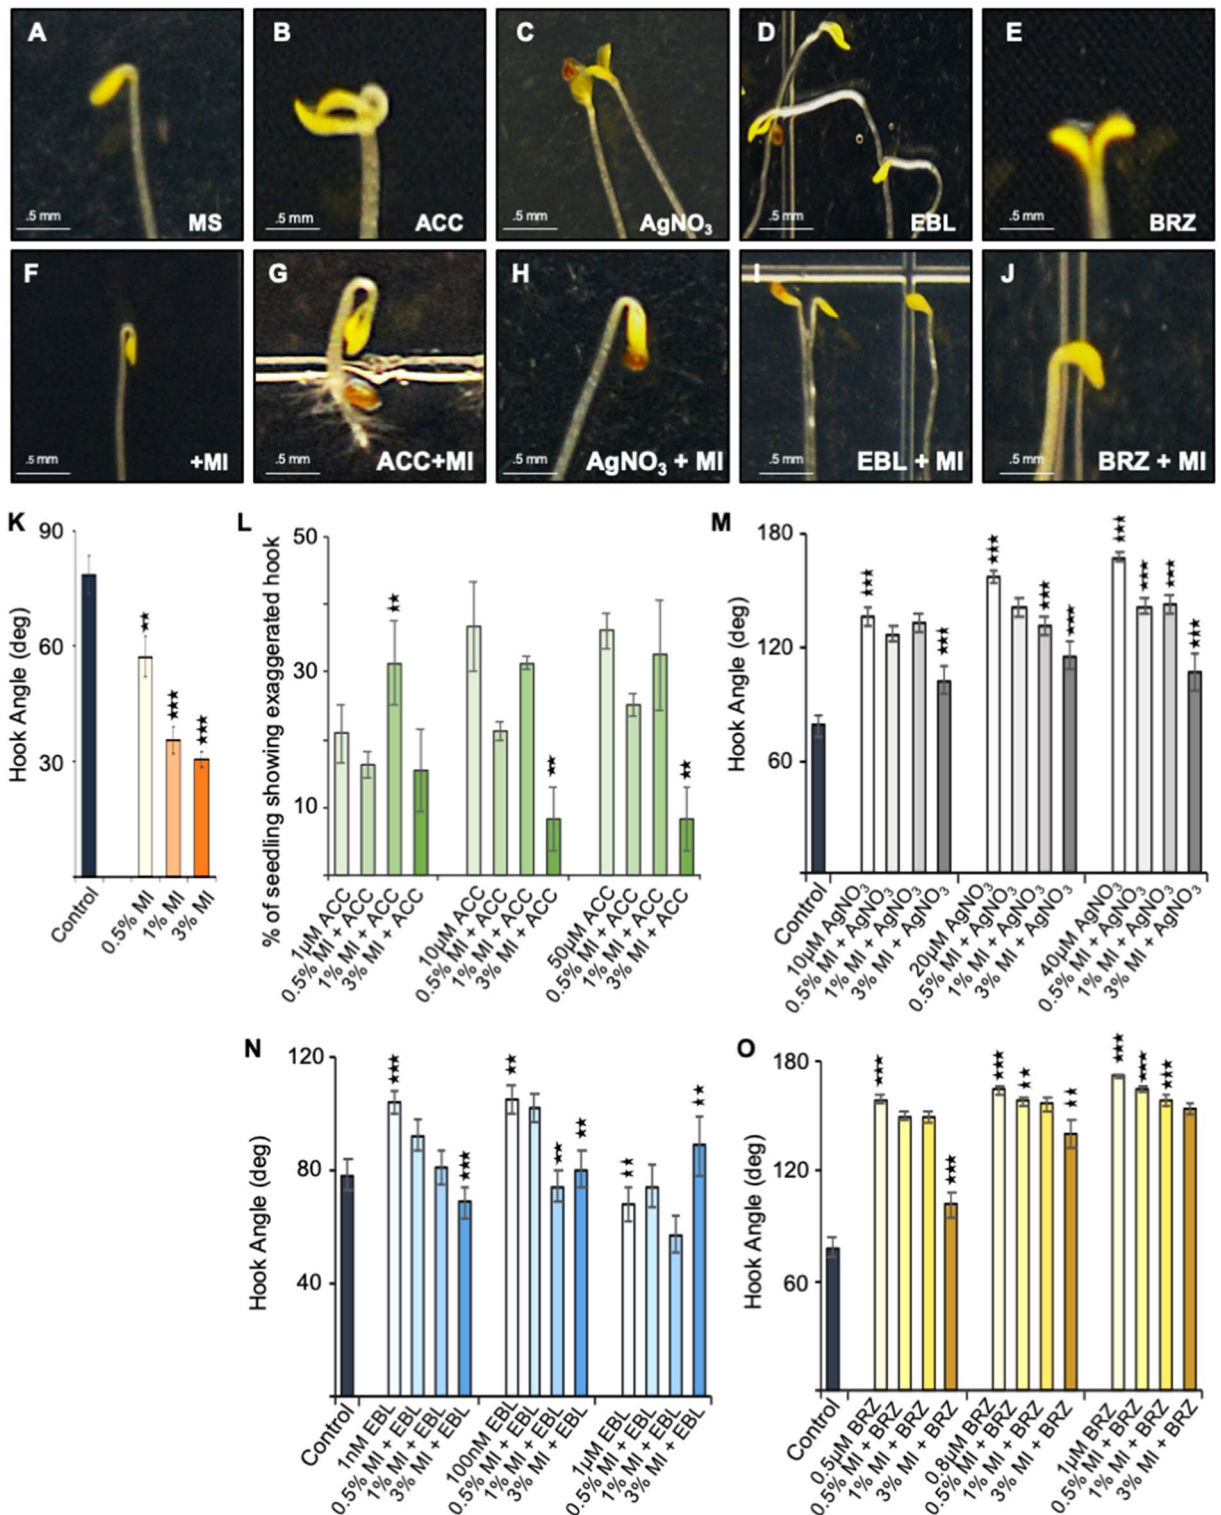 A
B
C
D
E
.5 mm
MS
.5 mm
ACC
.5 mm
AgNO₃
.5 mm
EBL
.5 mm
BRZ
F
G
H
I
J
.5 mm
+MI
.5 mm
ACC+MI
.5 mm
AgNO₃ + MI
.5 mm
EBL + MI
.5 mm
BRZ + MI
K
90
60
30
Hook Angle (deg)
★★
★★★
★★★
Control
0.5% MI
1% MI
3% MI
L
50
30
10
% of seedling showing exaggerated hook
★★
★★
★★
1µM ACC
0.5% MI + ACC
1% MI + ACC
3% MI + ACC
10µM ACC
0.5% MI + ACC
1% MI + ACC
3% MI + ACC
50µM ACC
0.5% MI + ACC
1% MI + ACC
3% MI + ACC
M
180
120
60
Hook Angle (deg)
★★★
★★★
★★★
★★★
★★★
★★★
★★★
★★★
★★★
Control
10µM AgNO₃
0.5% MI + AgNO₃
1% MI + AgNO₃
3% MI + AgNO₃
20µM AgNO₃
0.5% MI + AgNO₃
1% MI + AgNO₃
3% MI + AgNO₃
40µM AgNO₃
0.5% MI + AgNO₃
1% MI + AgNO₃
3% MI + AgNO₃
N
120
80
40
Hook Angle (deg)
★★★
★★★
★★
★★
★★
★★
★★
Control
1nM EBL
0.5% MI + EBL
1% MI + EBL
3% MI + EBL
100nM EBL
0.5% MI + EBL
1% MI + EBL
3% MI + EBL
1µM EBL
0.5% MI + EBL
1% MI + EBL
3% MI + EBL
O
180
120
60
Hook Angle (deg)
★★★
★★★
★★★
★★
★★
★★★
★★★
★★★
Control
0.5µM BRZ
0.5% MI + BRZ
1% MI + BRZ
3% MI + BRZ
0.8µM BRZ
0.5% MI + BRZ
1% MI + BRZ
3% MI + BRZ
1µM BRZ
0.5% MI + BRZ
1% MI + BRZ
3% MI + BRZ